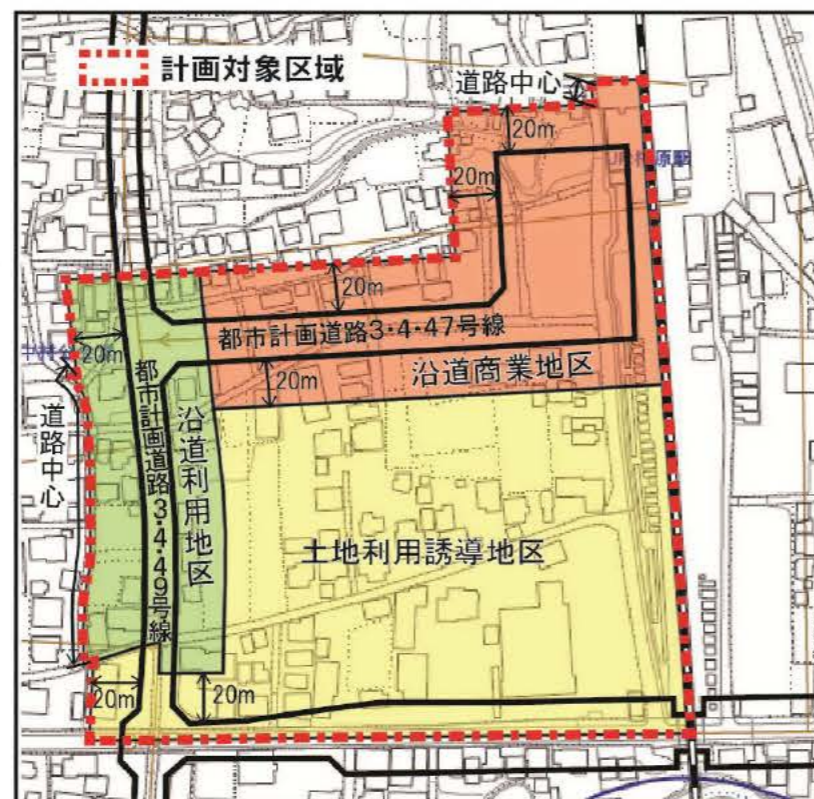 計画対象区域
道路中心
20m
20m
20m
都市計画道路3・4・47号線
20m
20m
沿道商業地区
道路中心
都市計画道路3・4・49号線
沿道利用地区
土地利用誘導地区
20m
20m